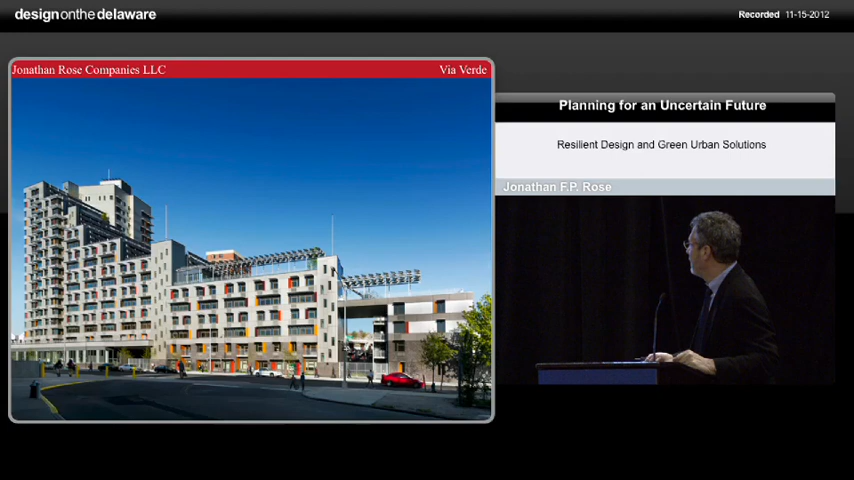 designonthedelaware
Recorded 11-15-2012
Jonathan Rose Companies LLC Via Verde
Planning for an Uncertain Future
Resilient Design and Green Urban Solutions
Jonathan F.P. Rose